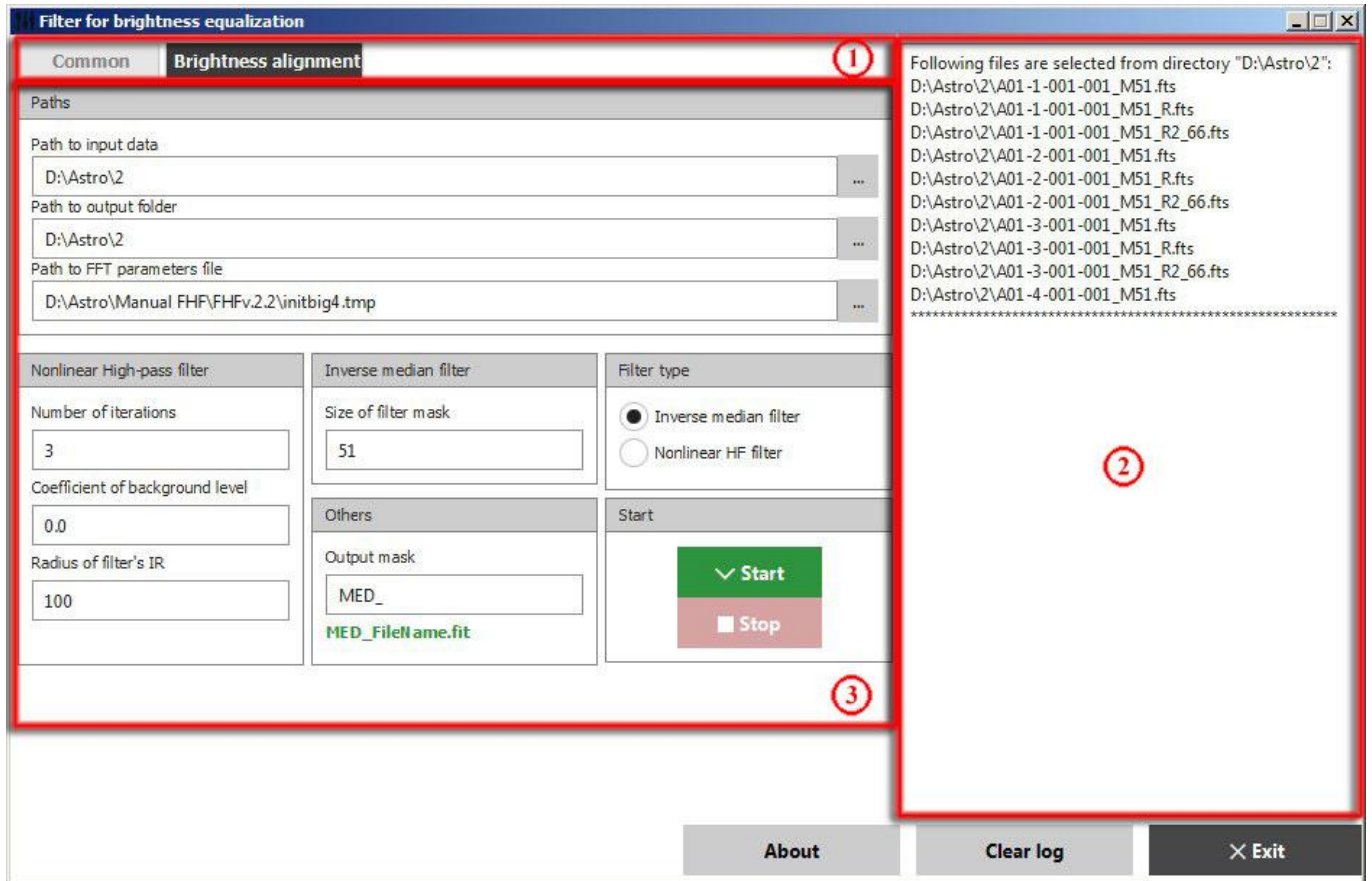 Filter for brightness equalization
Common
Brightness alignment
1
Paths
Path to input data
D:\Astro\2
...
Path to output folder
D:\Astro\2
...
Path to FFT parameters file
D:\Astro\Manual FHF\FHFv.2.2\initbig4.tmp
...
Nonlinear High-pass filter
Number of iterations
3
Coefficient of background level
0.0
Radius of filter's IR
100
Inverse median filter
Size of filter mask
51
Others
Output mask
MED_
MED_FileName.fit
Filter type
Inverse median filter
Nonlinear HF filter
Start
Start
Stop
3
Following files are selected from directory "D:\Astro\2":
D:\Astro\2\A01-1-001-001_M51.fts
D:\Astro\2\A01-1-001-001_M51_R.fts
D:\Astro\2\A01-1-001-001_M51_R2_66.fts
D:\Astro\2\A01-2-001-001_M51.fts
D:\Astro\2\A01-2-001-001_M51_R.fts
D:\Astro\2\A01-2-001-001_M51_R2_66.fts
D:\Astro\2\A01-3-001-001_M51.fts
D:\Astro\2\A01-3-001-001_M51_R.fts
D:\Astro\2\A01-3-001-001_M51_R2_66.fts
D:\Astro\2\A01-4-001-001_M51.fts
************************************************************
2
About
Clear log
Exit